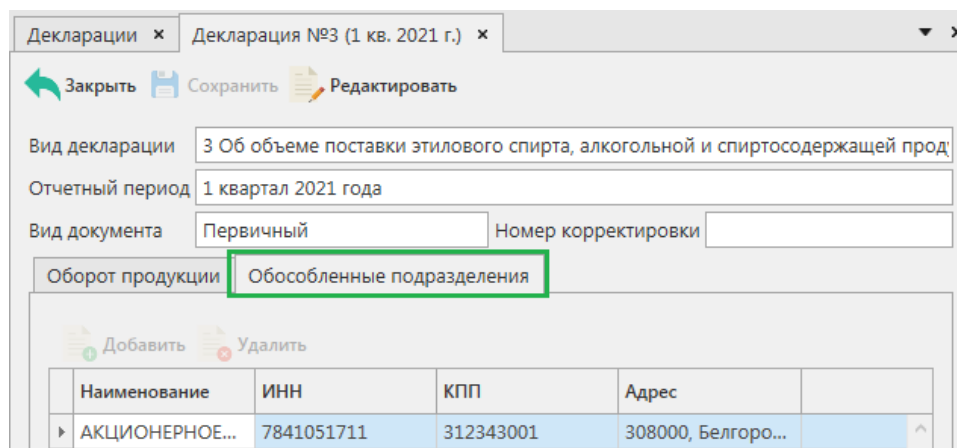 Декларации × Декларация №3 (1 кв. 2021 г.) ×
Закрыть Сохранить Редактировать
Вид декларации 3 Об объеме поставки этилового спирта, алкогольной и спиртосодержащей прод
Отчетный период 1 квартал 2021 года
Вид документа Первичный Номер корректировки
Оборот продукции Обособленные подразделения
Добавить Удалить
Наименование ИНН КПП Адрес
АКЦИОНЕРНОЕ... 7841051711 312343001 308000, Белгоро...